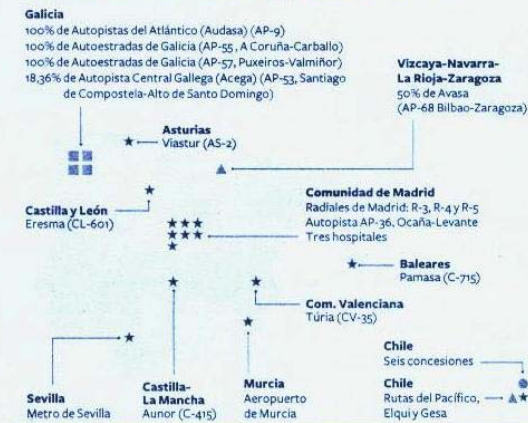 Galicia
100% de Autopistas del Atlántico (Audasa) (AP-9)
100% de Autoestradas de Galicia (AP-55, A Coruña-Carballo)
100% de Autoestradas de Galicia (AP-57, Puxeiros-Valmiñor)
18,36% de Autopista Central Gallega (Acega) (AP-53, Santiago
de Compostela-Alto de Santo Domingo)
Vizcaya-Navarra-
La Rioja-Zaragoza
50% de Avasa
(AP-68 Bilbao-Zaragoza)
Asturias
Viastur (AS-2)
Castilla y León
Eresma (CL-601)
Comunidad de Madrid
Radiales de Madrid: R-3, R-4 y R-5
Autopista AP-36, Ocaña-Levante
Tres hospitales
Baleares
Pamasa (C-715)
Com. Valenciana
Túria (CV-35)
Chile
Seis concesiones
Sevilla
Metro de Sevilla
Castilla-
La Mancha
Aunor (C-415)
Murcia
Aeropuerto
de Murcia
Chile
Rutas del Pacífico,
Elqui y Gesa